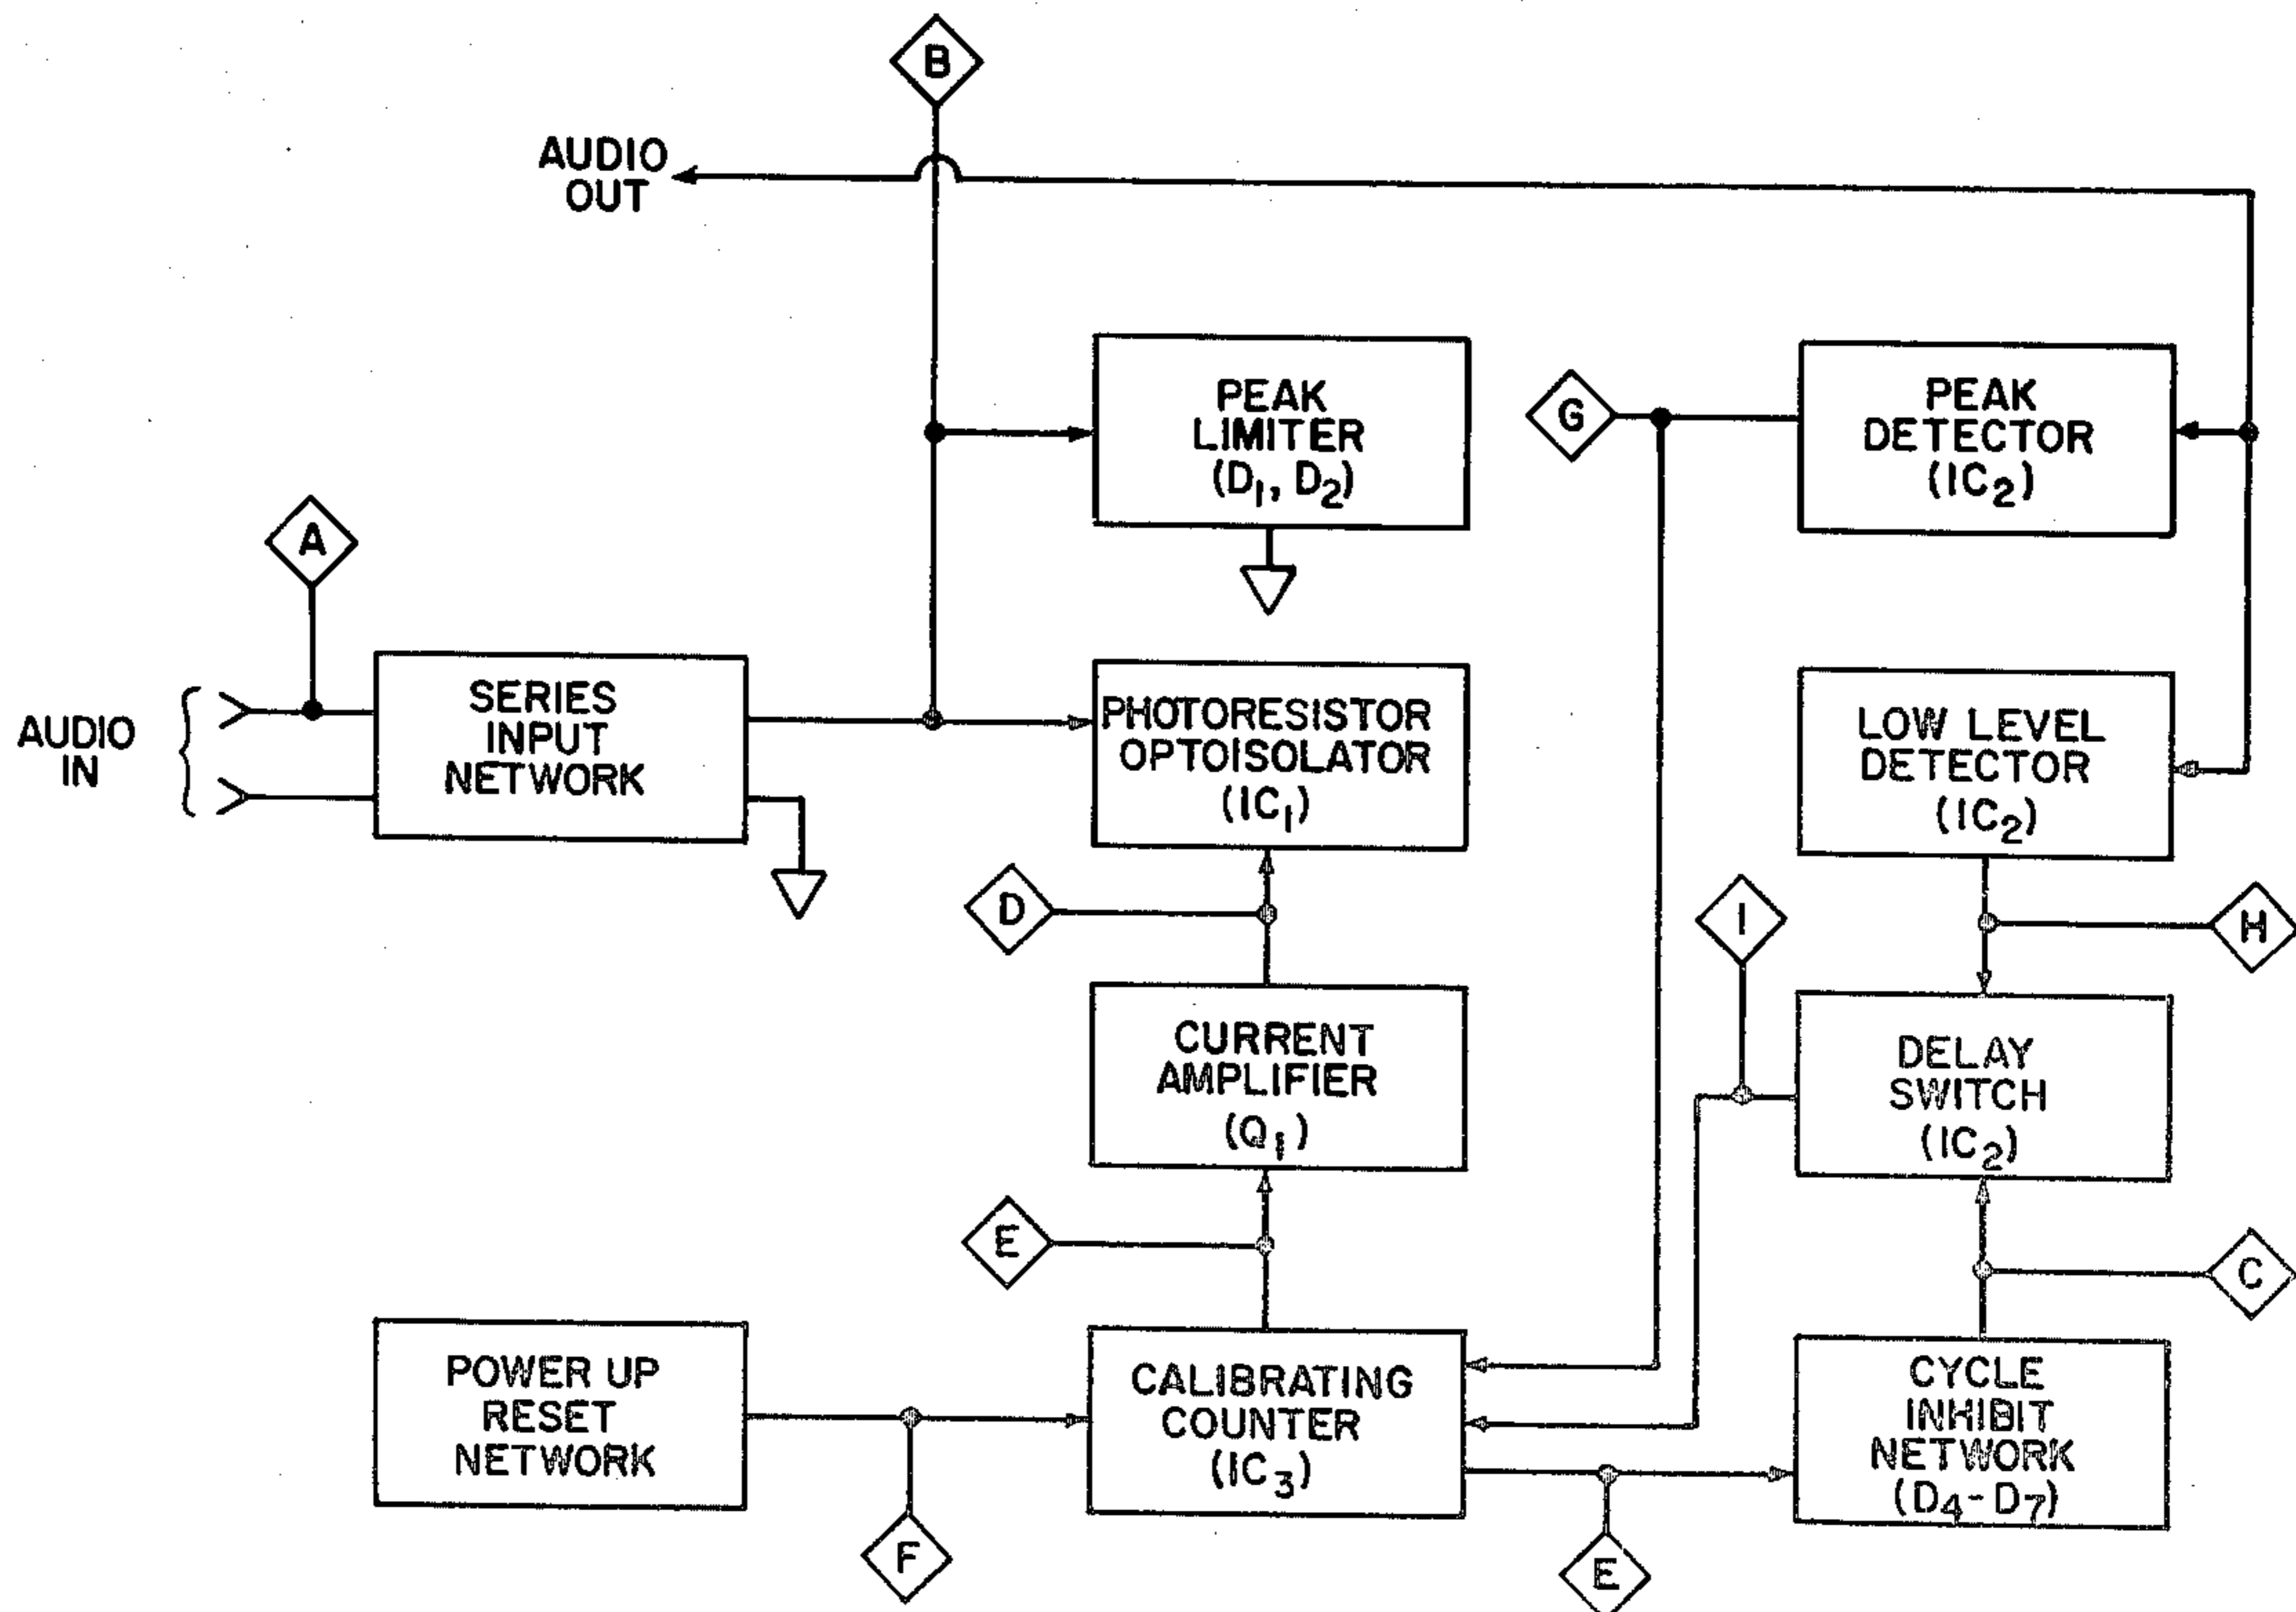 B
AUDIO
OUT
PEAK
LIMITER
(D1, D2)
G
PEAK
DETECTOR
(IC2)
A
AUDIO
IN
SERIES
INPUT
NETWORK
PHOTORESISTOR
OPTOISOLATOR
(IC1)
LOW LEVEL
DETECTOR
(IC2)
D
I
H
CURRENT
AMPLIFIER
(Q1)
DELAY
SWITCH
(IC2)
E
C
POWER UP
RESET
NETWORK
CALIBRATING
COUNTER
(IC3)
CYCLE
INHIBIT
NETWORK
(D4-D7)
F
E